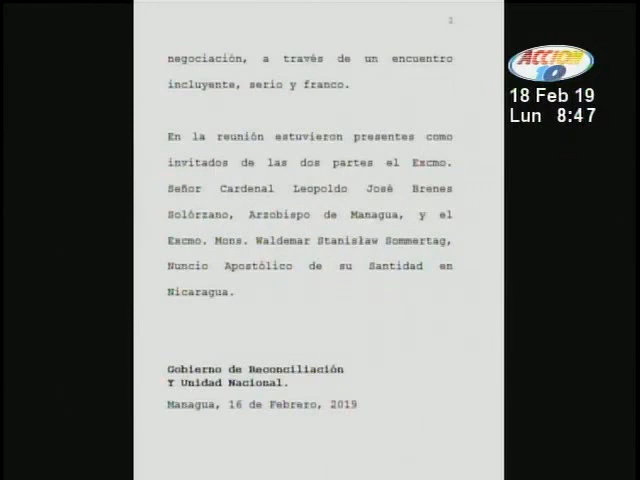 2
negociación, a través de un encuentro
incluyente, serio y franco.
En la reunión estuvieron presentes como
invitados de las dos partes el Excmo.
Señor Cardenal Leopoldo José Brenes
Solórzano, Arzobispo de Managua, y el
Excmo. Mons. Waldemar Stanisław Sommertag,
Nuncio Apostólico de su Santidad en
Nicaragua.
Gobierno de Reconciliación
Y Unidad Nacional.
Managua, 16 de Febrero, 2019
ACCION
10
18 Feb 19
Lun 8:47